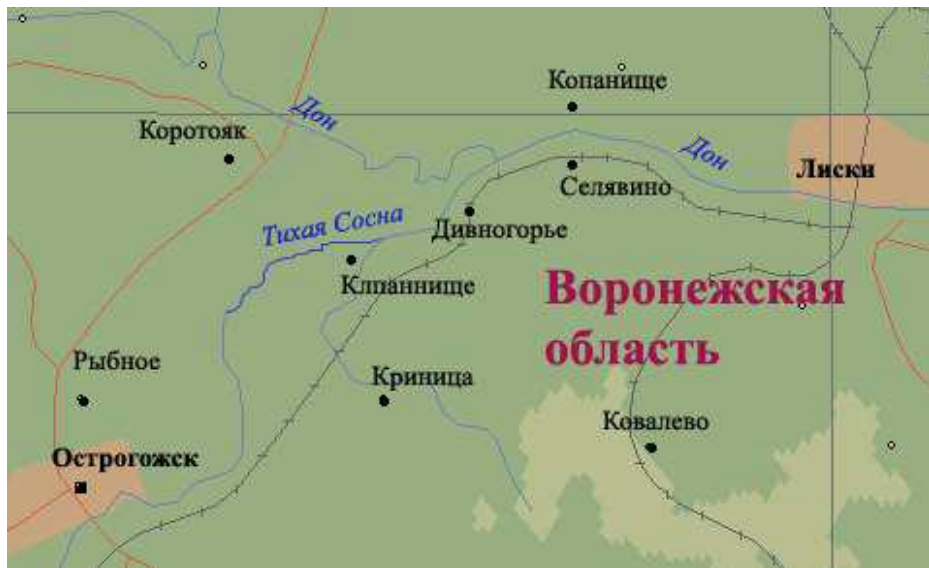 Копанище
Дон
Коротояк
Дон
Лиски
Селявино
Тихая Сосна
Дивногорье
Клпаннище
Воронежская
область
Рыбное
Криница
Ковалево
Острогожск